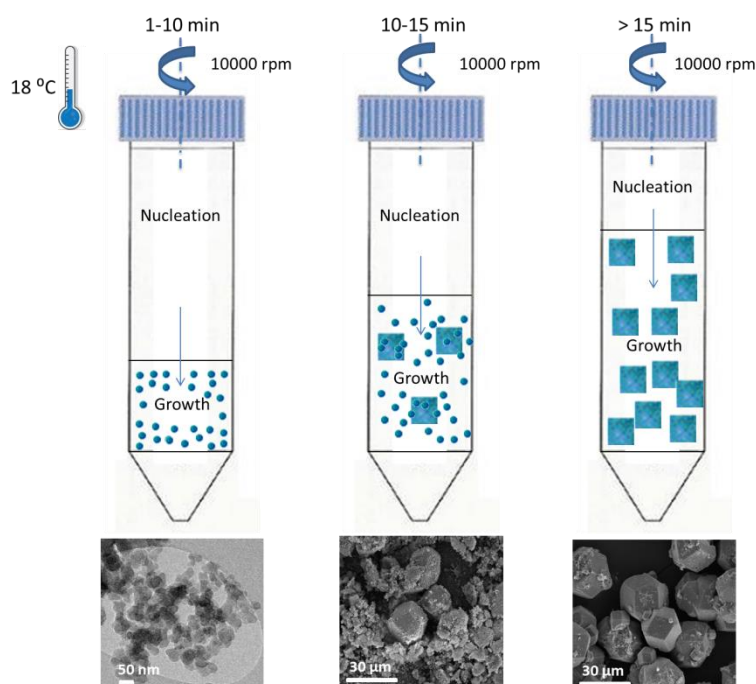 1-10 min
10-15 min
> 15 min
10000 rpm
10000 rpm
10000 rpm
18 ⁰C
Nucleation
Nucleation
Nucleation
Growth
Growth
Growth
50 nm
30 µm
30 µm